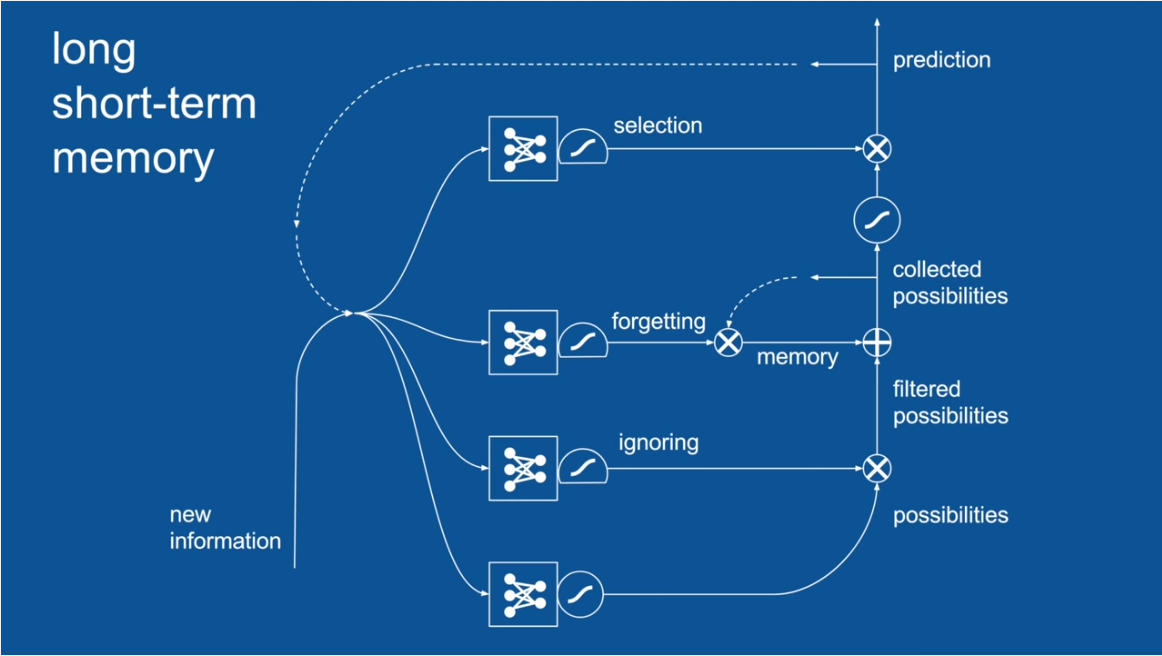 long
short-term
memory
prediction
selection
collected
possibilities
forgetting
memory
filtered
possibilities
ignoring
new
information
possibilities